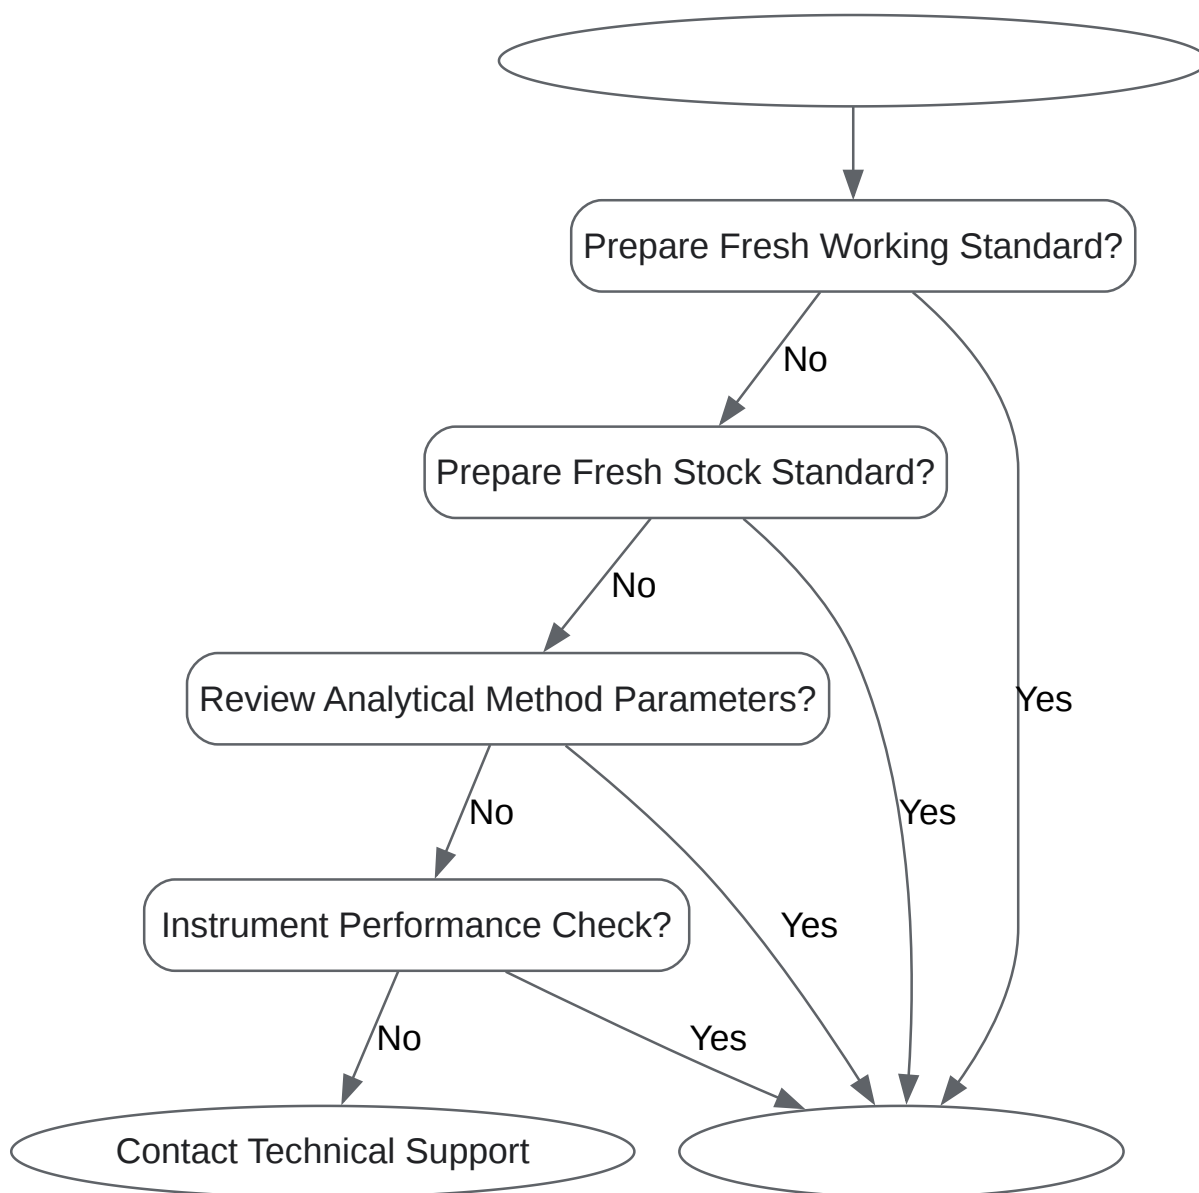 Prepare Fresh Working Standard?
No
Prepare Fresh Stock Standard?
No
Review Analytical Method Parameters?
Yes
No
Yes
Instrument Performance Check?
Yes
No
Yes
Contact Technical Support